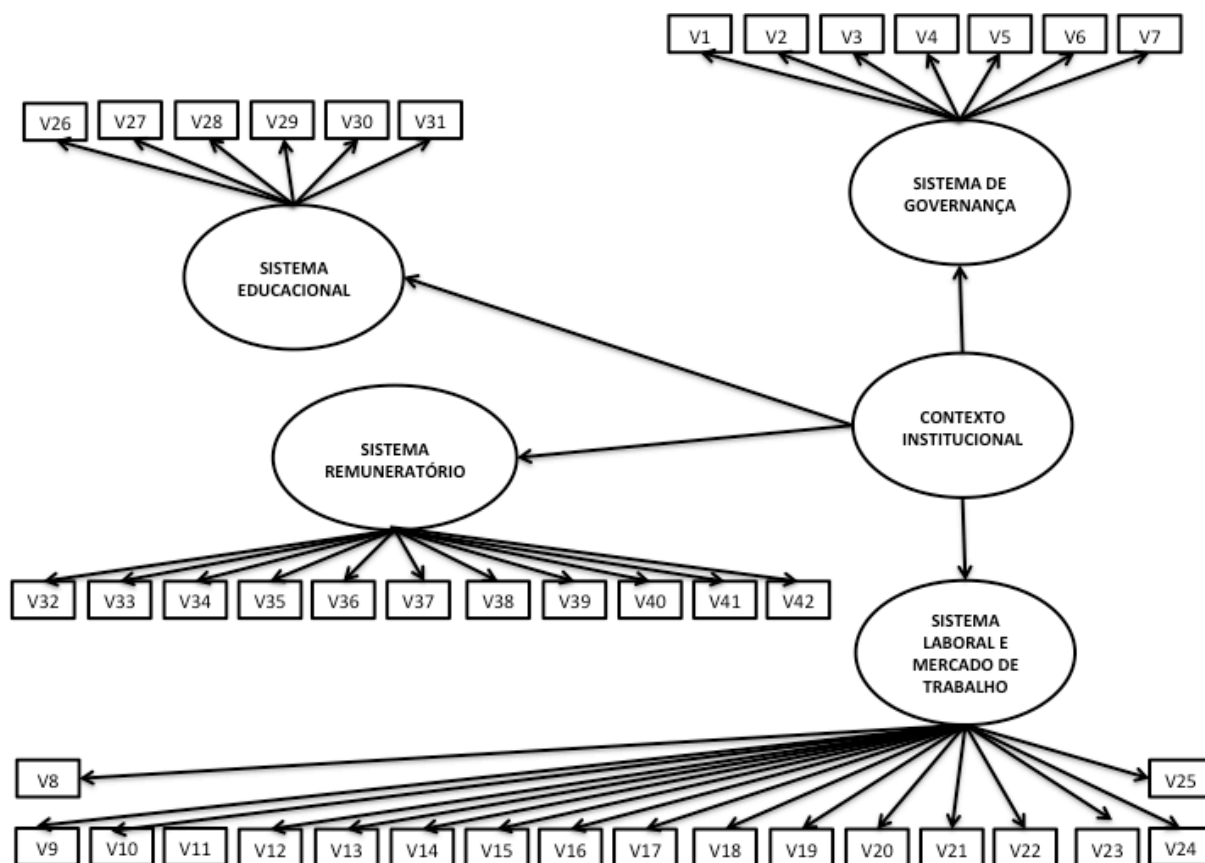 V1 V2 V3 V4 V5 V6 V7
V26 V27 V28 V29 V30 V31
SISTEMA DE
GOVERNANÇA
SISTEMA
EDUCACIONAL
CONTEXTO
INSTITUCIONAL
SISTEMA
REMUNERATÓRIO
V32 V33 V34 V35 V36 V37 V38 V39 V40 V41 V42
SISTEMA
LABORAL E
MERCADO DE
TRABALHO
V8 V25
V9 V10 V11 V12 V13 V14 V15 V16 V17 V18 V19 V20 V21 V22 V23 V24